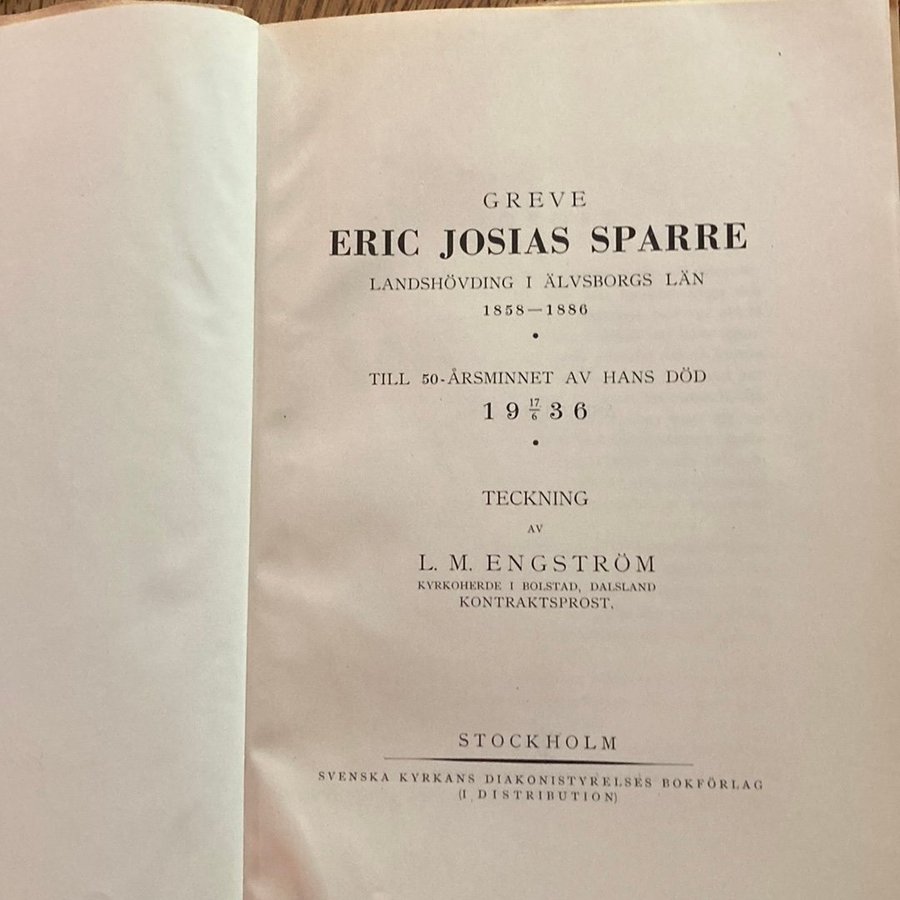 GREVE
ERIC JOSIAS SPARRE
LANDSHÖVDING I ÄLVSBORGS LÄN
1858—1886
•
TILL 50-ÅRSMINNET AV HANS DÖD
19 17/6 36
•
TECKNING
AV
L. M. ENGSTRÖM
KYRKOHERDE I BOLSTAD, DALSLAND
KONTRAKTSPROST.
STOCKHOLM
SVENSKA KYRKANS DIAKONISTYRELSES BOKFÖRLAG
(I DISTRIBUTION)